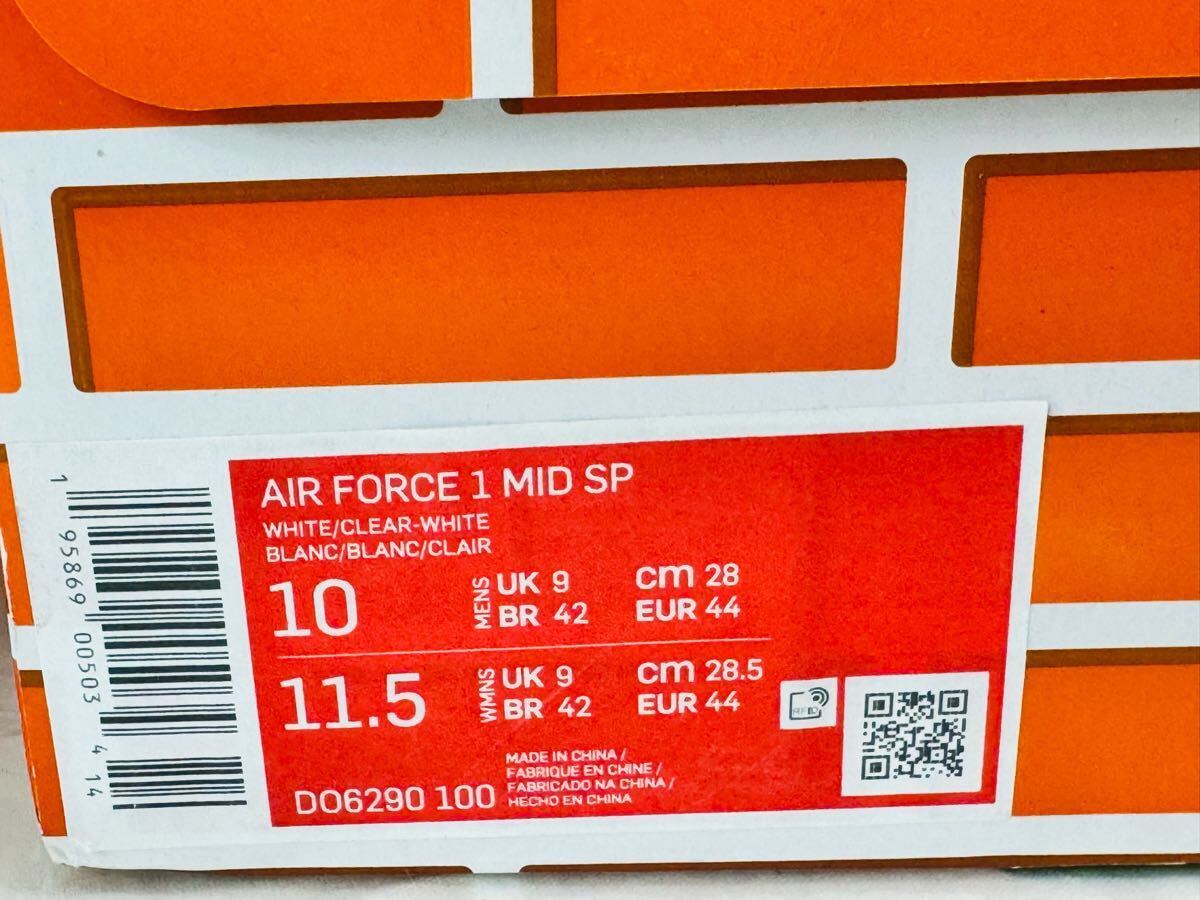 AIR FORCE 1 MID SP
WHITE/CLEAR-WHITE
BLANC/BLANC/CLAIR
10 MENS UK 9 cm 28
BR 42 EUR 44
11.5 WMNS UK 9 cm 28.5
BR 42 EUR 44
RFID
MADE IN CHINA /
FABRIQUE EN CHINE /
FABRICADO NA CHINA /
HECHO EN CHINA
DO6290 100
1 95869 00503 4 14